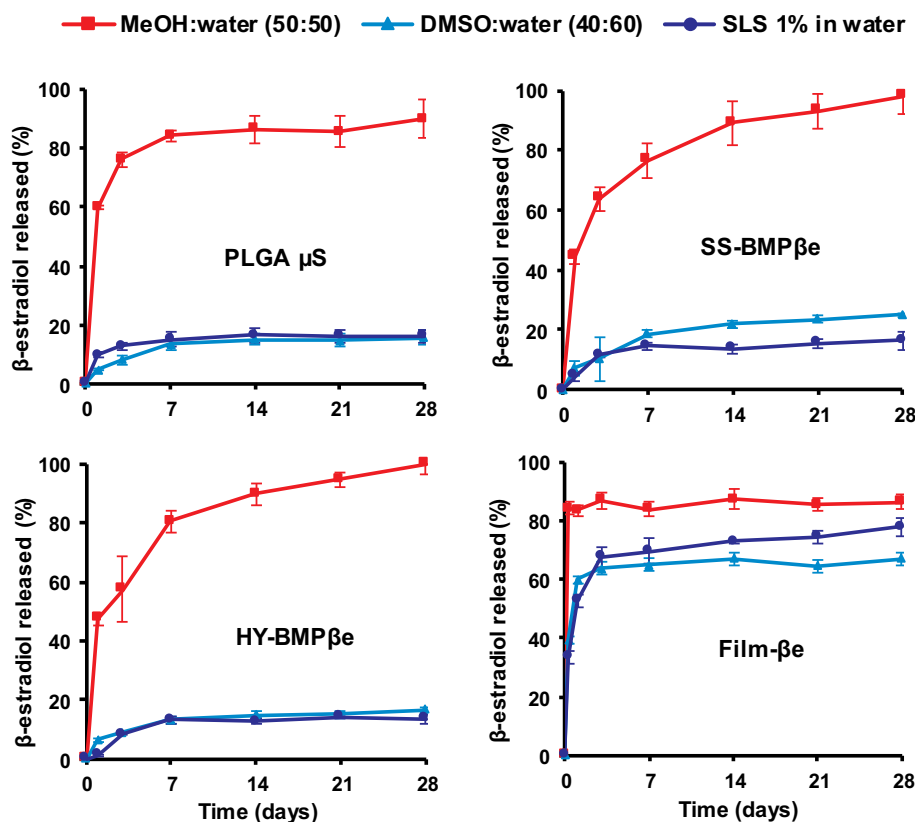 MeOH:water (50:50) DMSO:water (40:60) SLS 1% in water
β-estradiol released (%)
100
80
60
40
20
0
PLGA µS
0 7 14 21 28
β-estradiol released (%)
100
80
60
40
20
0
SS-BMPβe
0 7 14 21 28
β-estradiol released (%)
100
80
60
40
20
0
HY-BMPβe
0 7 14 21 28
Time (days)
β-estradiol released (%)
100
80
60
40
20
0
Film-βe
0 7 14 21 28
Time (days)